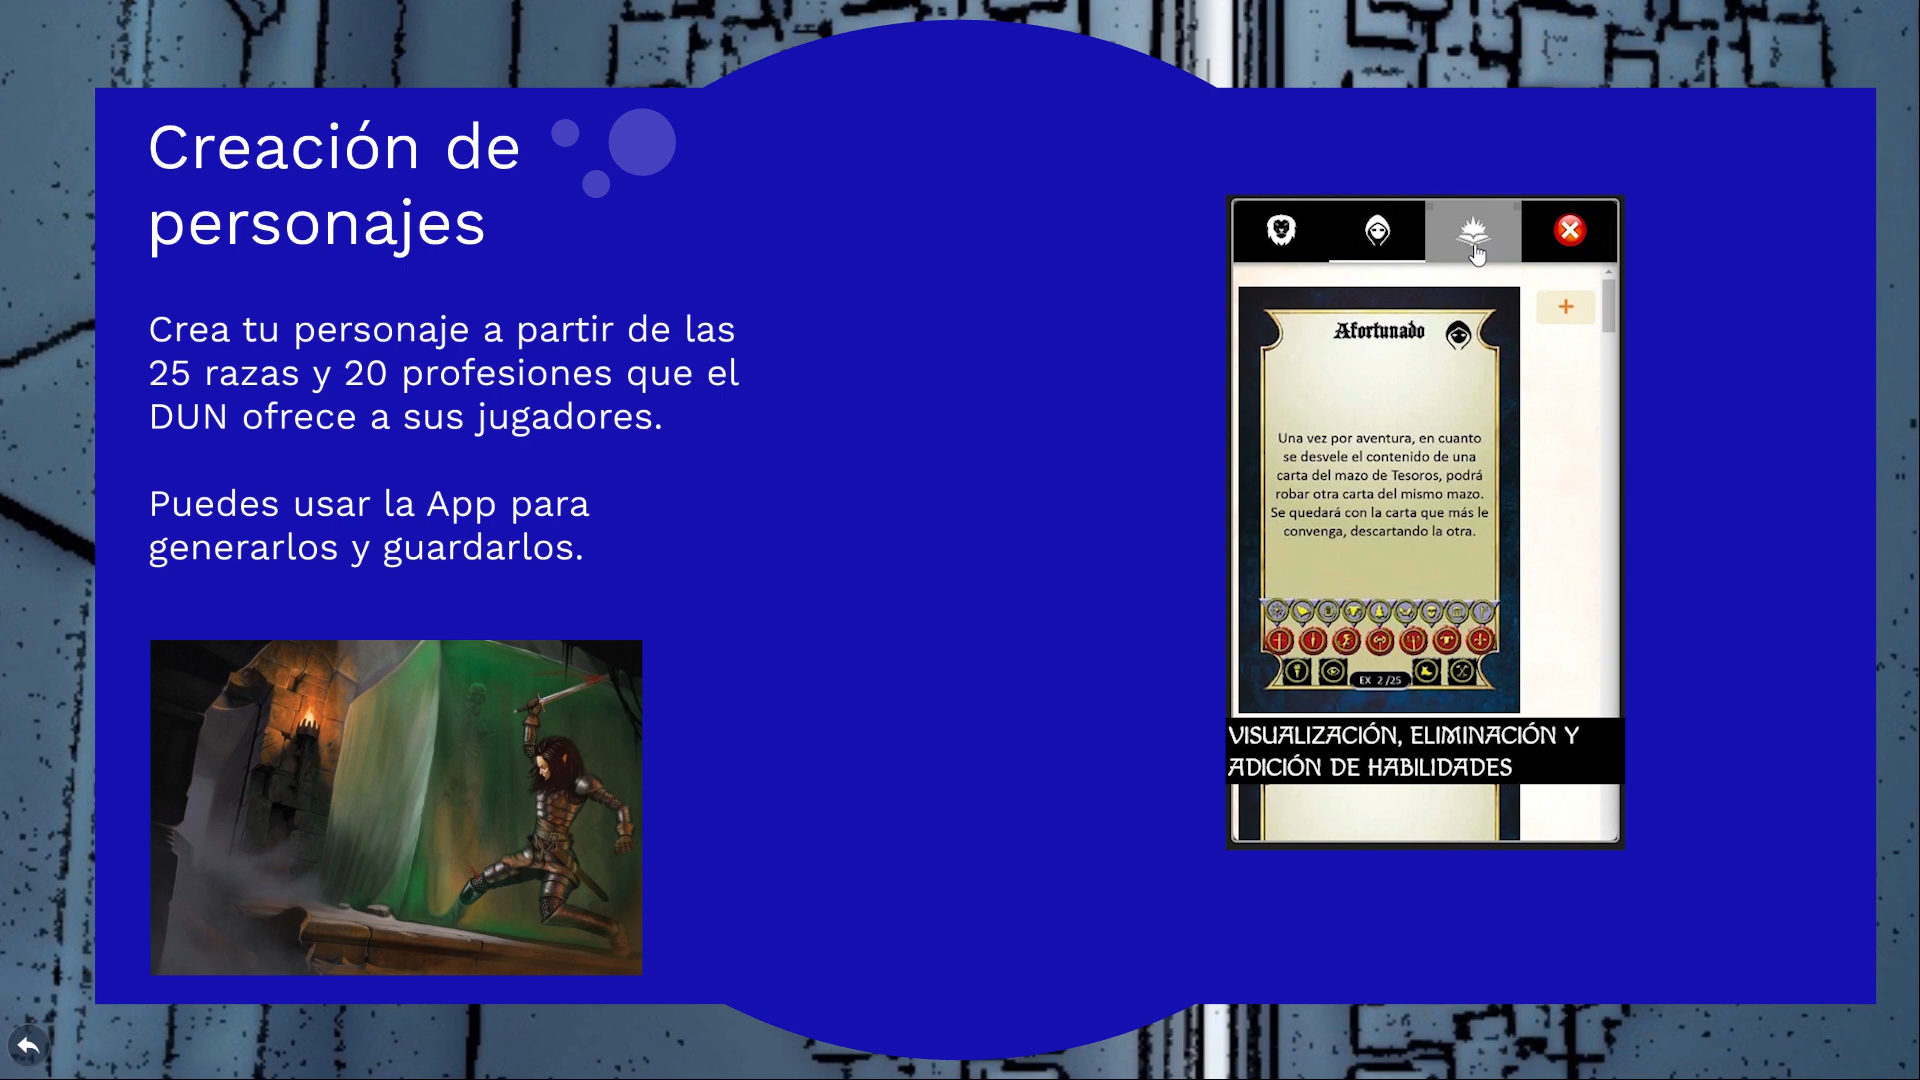 Creación de
personajes
Crea tu personaje a partir de las
25 razas y 20 profesiones que el
DUN ofrece a sus jugadores.
Puedes usar la App para
generarlos y guardarlos.
Afortunado
Una vez por aventura, en cuanto
se desvele el contenido de una
carta del mazo de Tesoros, podrá
robar otra carta del mismo mazo.
Se quedará con la carta que más le
convenga, descartando la otra.
EX 2/25
VISUALIZACIÓN, ELIMINACIÓN Y
ADICIÓN DE HABILIDADES